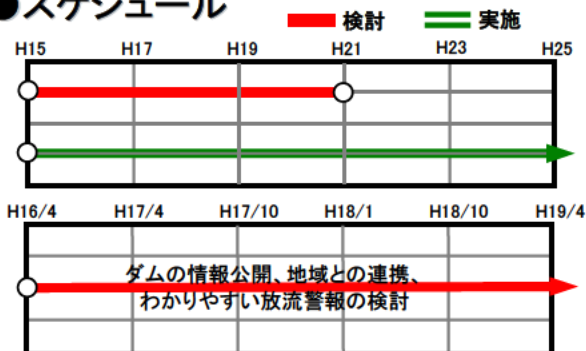 ●スケジュール
検討 実施
H15 H17 H19 H21 H23 H25
H16/4 H17/4 H17/10 H18/1 H18/10 H19/4
ダムの情報公開、地域との連携、
わかりやすい放流警報の検討